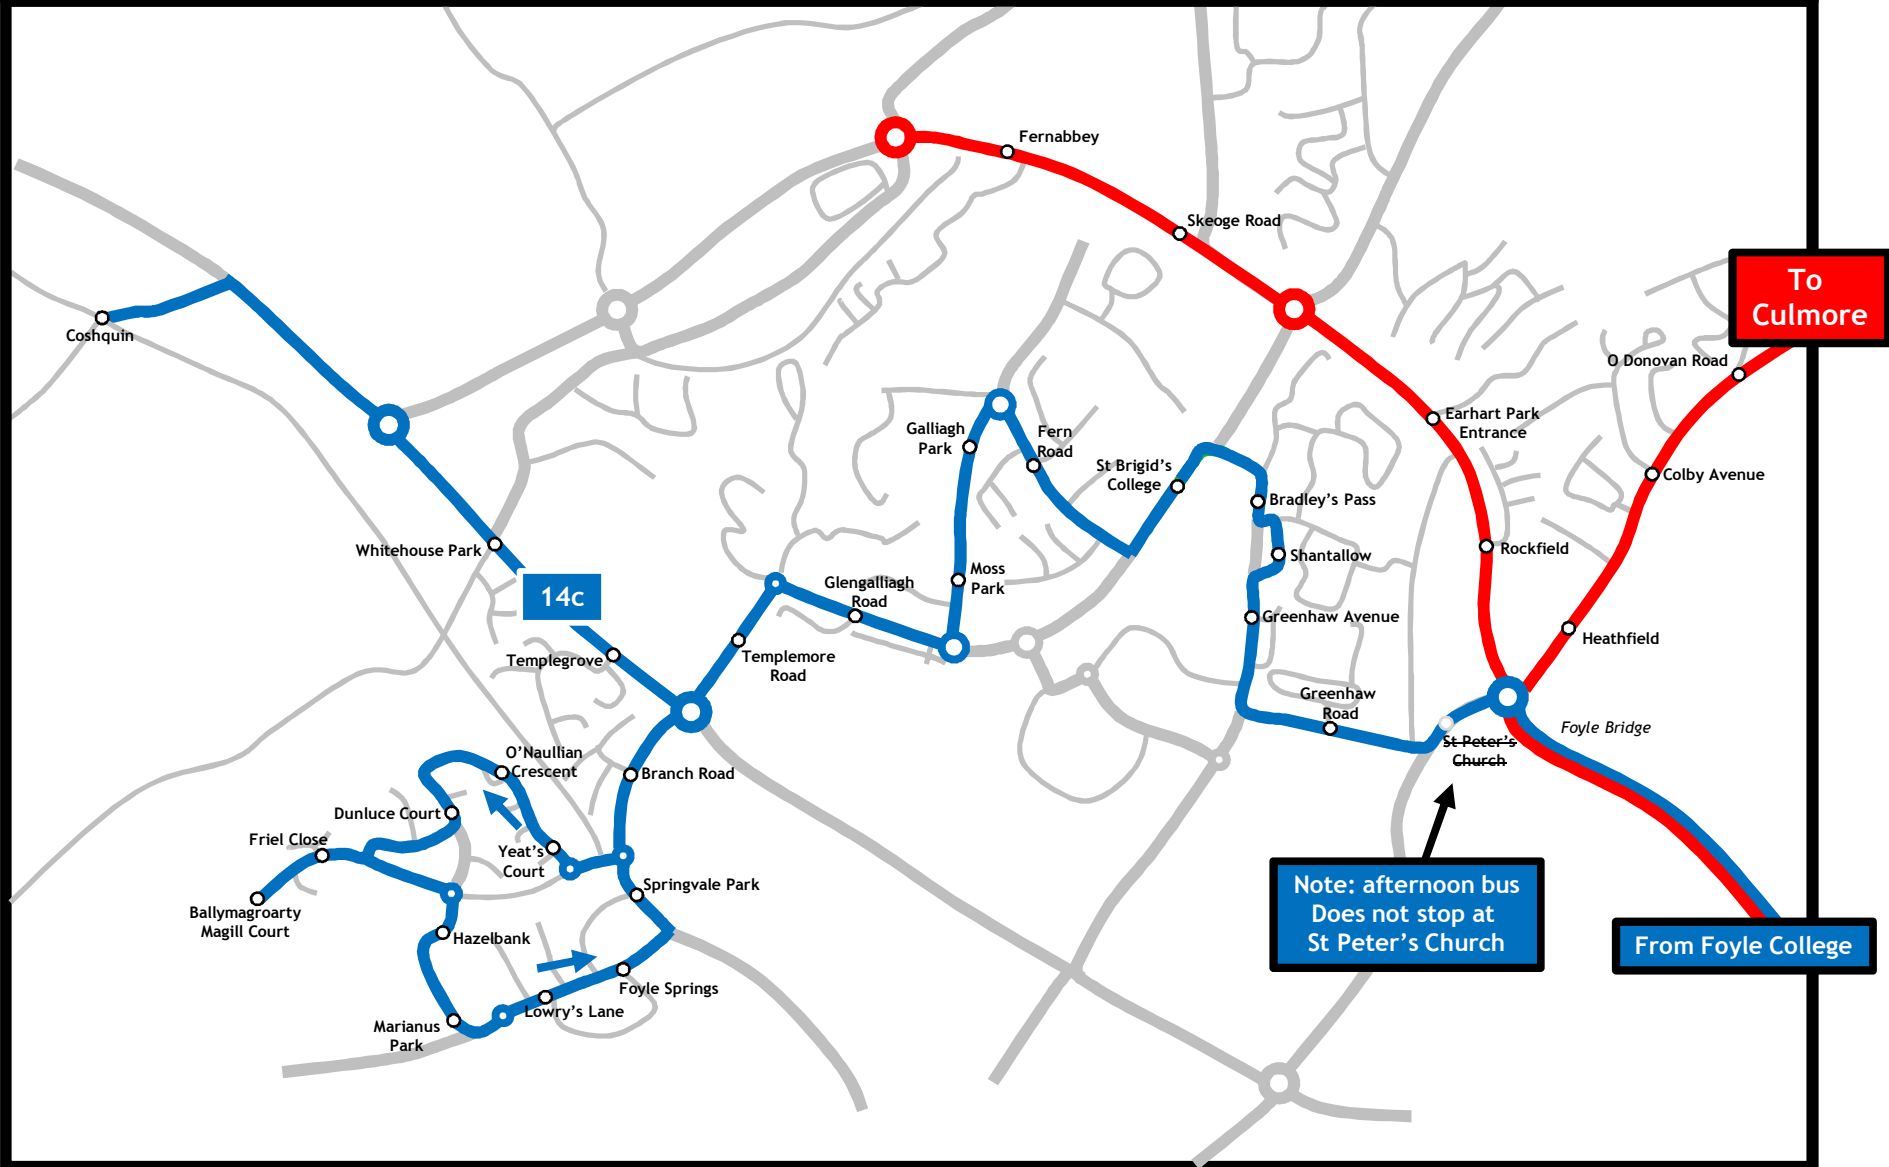 Fernabbey
Skeoge Road
To
Culmore
Coshquin
O Donovan Road
Earhart Park
Entrance
Galliagh
Park
Fern
Road
St Brigid's
College
Colby Avenue
Bradley's Pass
Whitehouse Park
Rockfield
Shantallow
14c
Glengalliagh
Road
Moss
Park
Greenhaw Avenue
Heathfield
Templegrove
Templemore
Road
Greenhaw
Road
Foyle Bridge
St Peter's
Church
O'Naullian
Crescent
Branch Road
Dunluce Court
Friel Close
Yeat's
Court
Springvale Park
Note: afternoon bus
Does not stop at
St Peter's Church
Ballymagroarty
Magill Court
Hazelbank
From Foyle College
Foyle Springs
Lowry's Lane
Marianus
Park